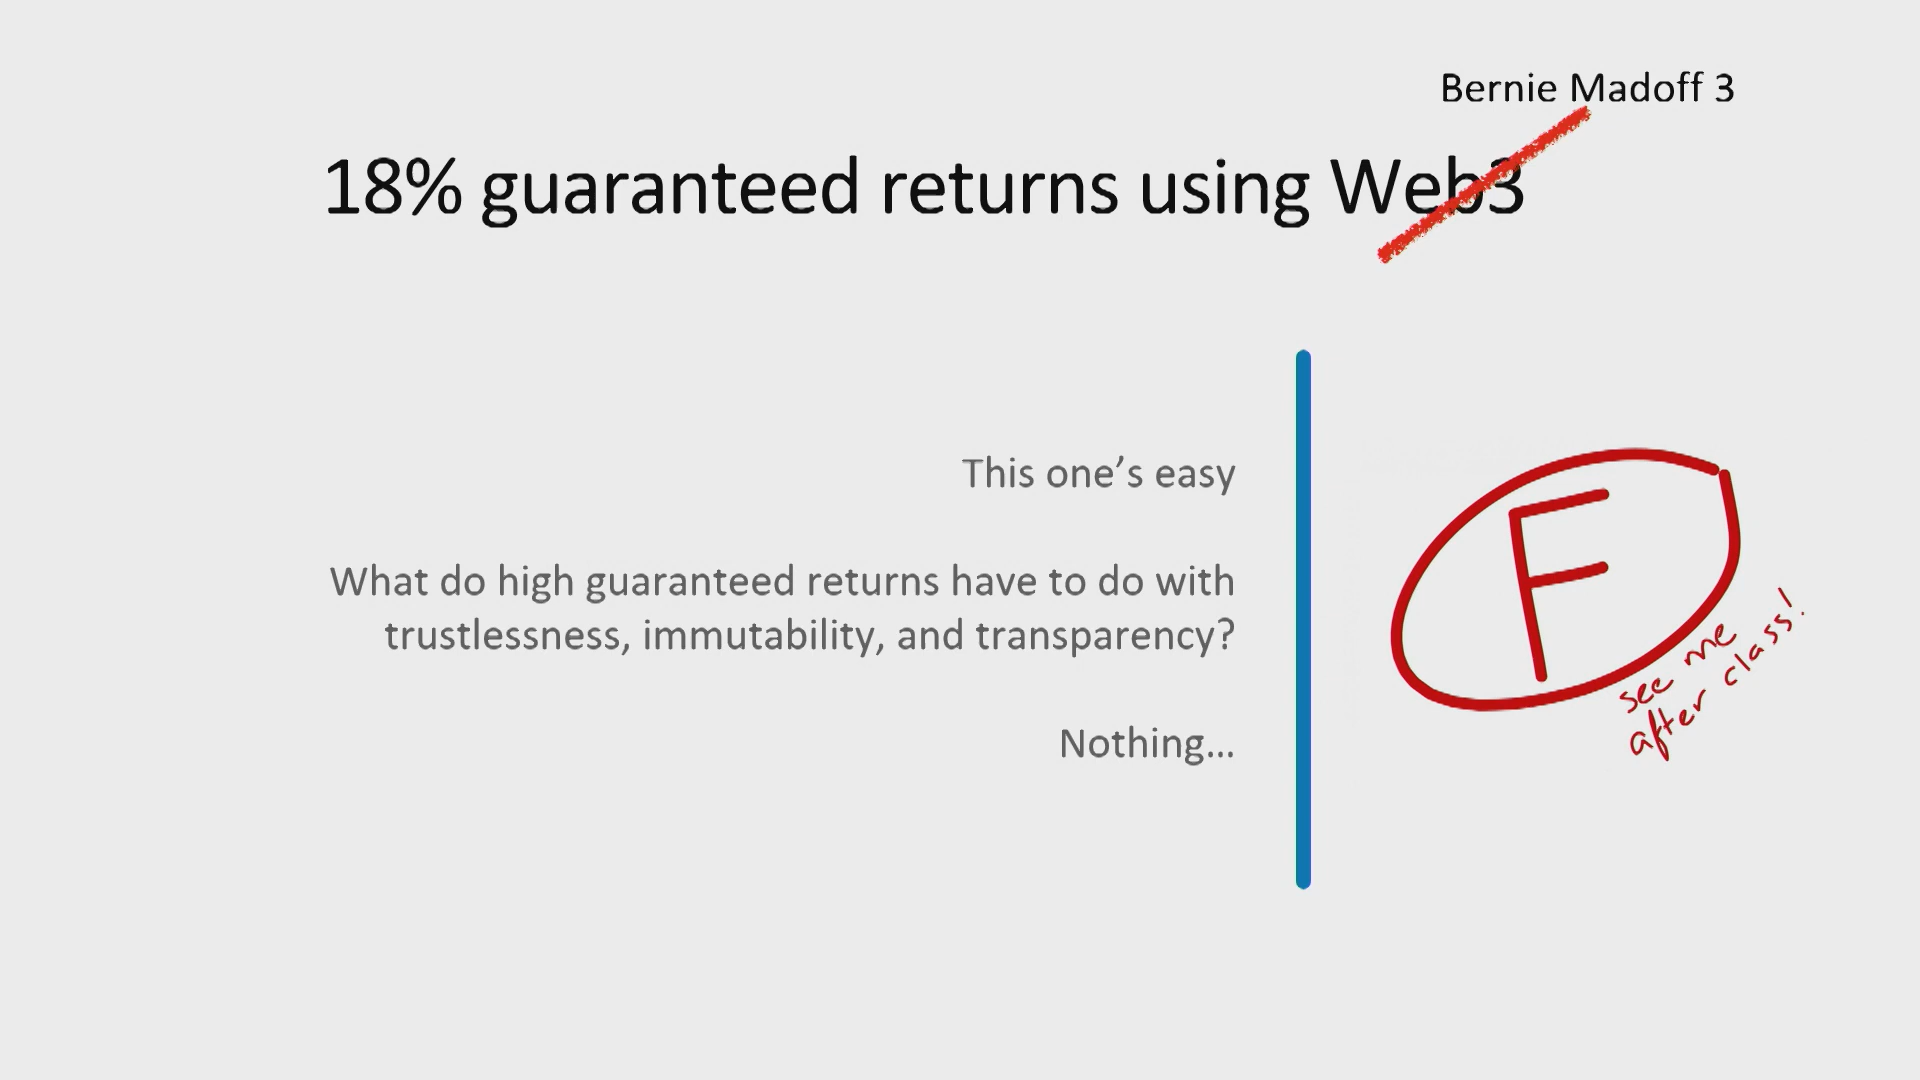 Bernie Madoff 3
18% guaranteed returns using Web3
This one’s easy
What do high guaranteed returns have to do with
trustlessness, immutability, and transparency?
Nothing…
F
see me
after class!